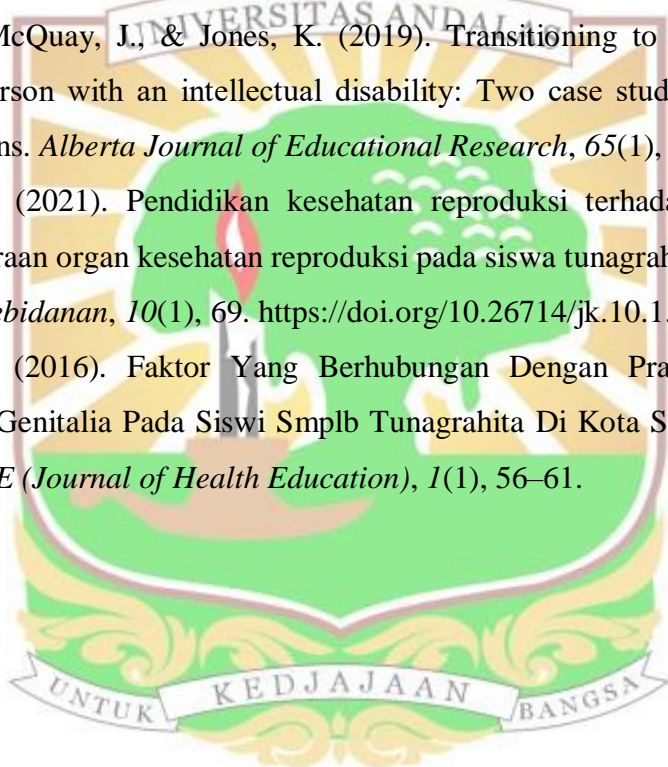 UNIVERSITAS ANDALAS
McQuay, J., & Jones, K. (2019). Transitioning to
erson with an intellectual disability: Two case stud
ns. Alberta Journal of Educational Research, 65(1),
(2021). Pendidikan kesehatan reproduksi terhada
raan organ kesehatan reproduksi pada siswa tunagrah
ebidanan, 10(1), 69. https://doi.org/10.26714/jk.10.1.
(2016). Faktor Yang Berhubungan Dengan Pra
Genitalia Pada Siswi Smplb Tunagrahita Di Kota S
E (Journal of Health Education), 1(1), 56–61.
UNTUK KEDJAJAAN BANGSA